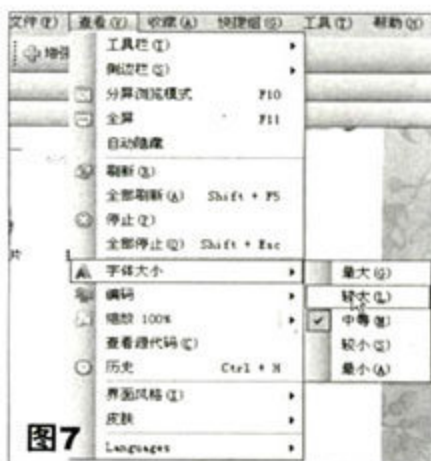 文件(F) 查看(V) 收藏(A) 快捷组(G) 工具(T) 帮助(H)
增强
工具栏(T)
侧边栏(S)
分屏浏览模式 F10
全屏 F11
自动隐藏
刷新(R)
全部刷新(A) Shift + F5
停止(P)
全部停止(Q) Shift + Esc
片
字体大小
最大(G)
编码
较大(L)
缩放 100%
中等(M)
查看源代码(C)
较小(S)
历史 Ctrl + H
最小(A)
界面风格(I)
皮肤
Languages
图7